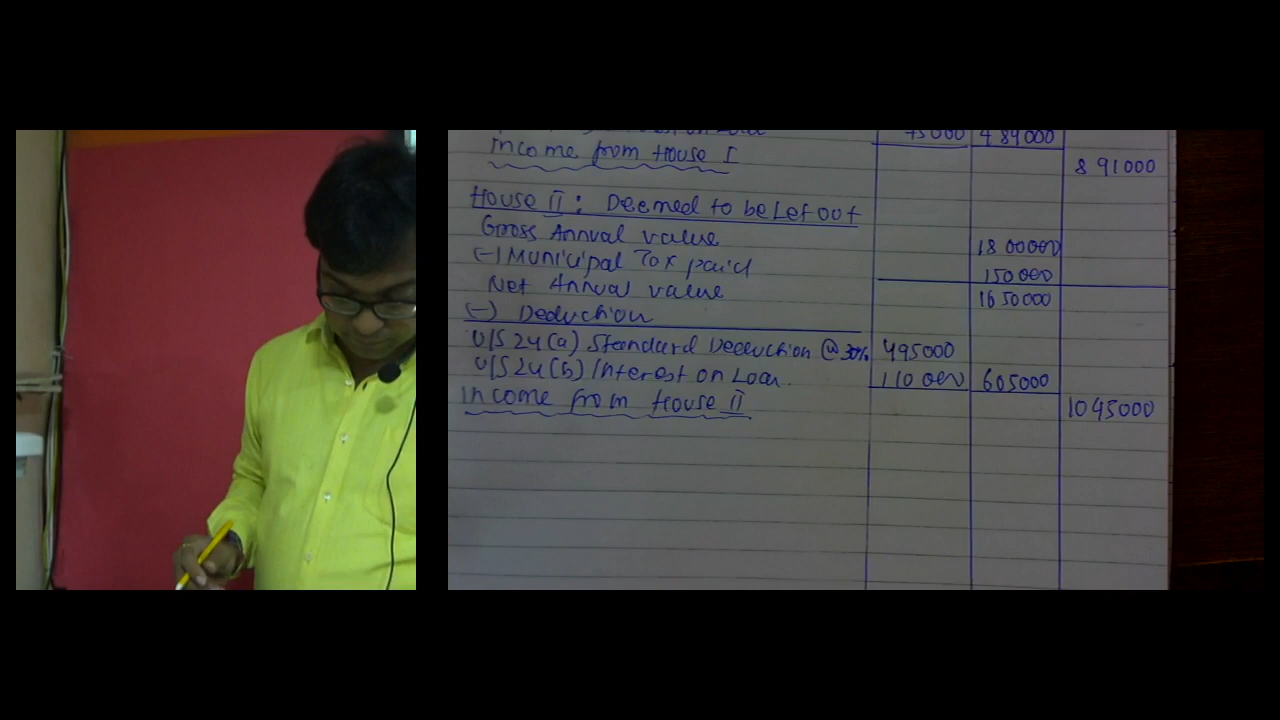 75000 489000
Income from House I 891000
House II : Deemed to be Let out
Gross Annual value 1800000
(-) Municipal Tax paid 150000
Net Annual value 1650000
(-) Deduction
U/S 24(a) Standard Deduction @ 30% 495000
U/S 24(b) Interest on Loan. 110000 605000
Income from House II 1045000